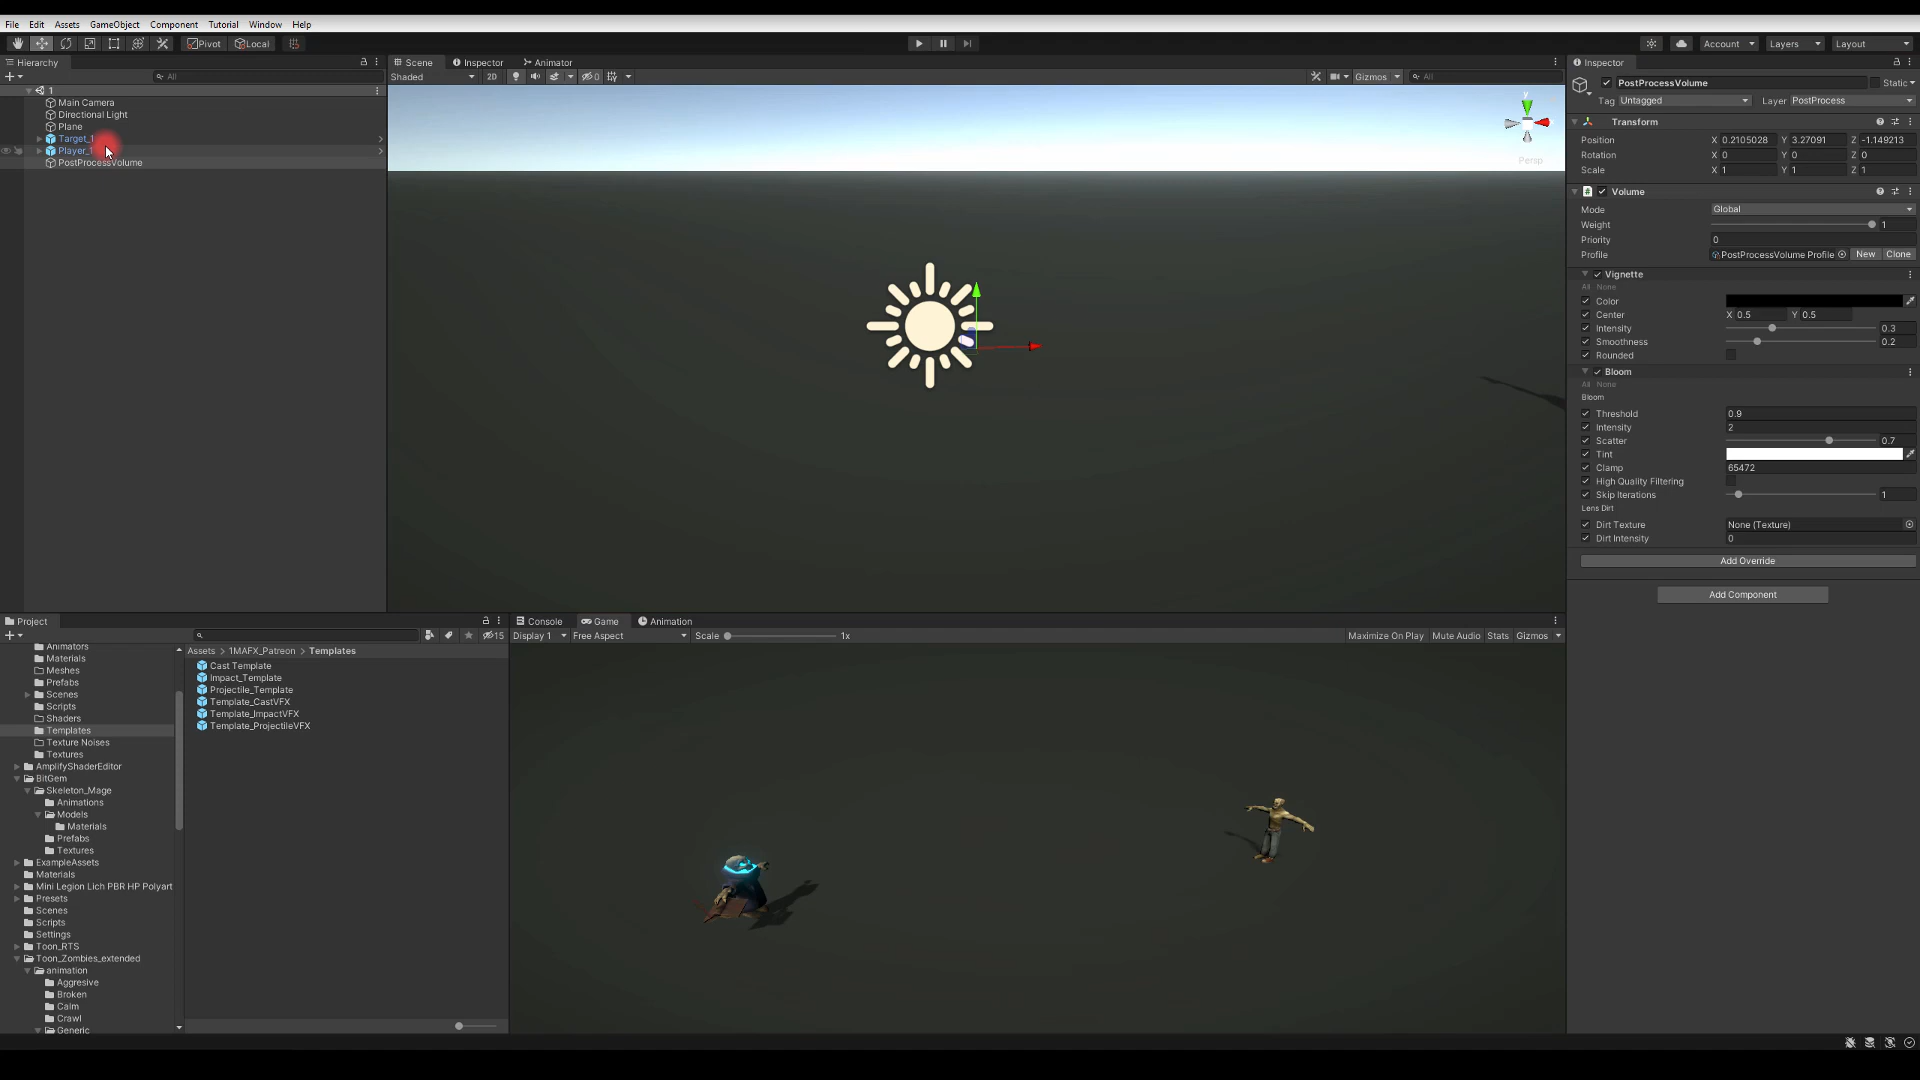 File Edit Assets GameObject Component Tutorial Window Help
Pivot Local
Account Layers Layout
Hierarchy
All
1
Main Camera
Directional Light
Plane
Target_1
Player_1
PostProcessVolume
Scene Inspector Animator
Shaded 2D 0 Gizmos All
y
Persp
Inspector
PostProcessVolume Static
Tag Untagged Layer PostProcess
Transform
Position X 0.2105028 Y 3.27091 Z -1.149213
Rotation X 0 Y 0 Z 0
Scale X 1 Y 1 Z 1
Volume
Mode Global
Weight 1
Priority 0
Profile PostProcessVolume Profile New Clone
Vignette
All None
Color
Center X 0.5 Y 0.5
Intensity 0.3
Smoothness 0.2
Rounded
Bloom
All None
Bloom
Threshold 0.9
Intensity 2
Scatter 0.7
Tint
Clamp 65472
High Quality Filtering
Skip Iterations 1
Lens Dirt
Dirt Texture None (Texture)
Dirt Intensity 0
Add Override
Add Component
Project
15
Animators
Materials
Meshes
Prefabs
Scenes
Scripts
Shaders
Templates
Texture Noises
Textures
AmplifyShaderEditor
BitGem
Skeleton_Mage
Animations
Models
Materials
Prefabs
Textures
ExampleAssets
Materials
Mini Legion Lich PBR HP Polyart
Presets
Scenes
Scripts
Settings
Toon_RTS
Toon_Zombies_extended
animation
Aggresive
Broken
Calm
Crawl
Generic
Assets > 1MAFX_Patreon > Templates
Cast Template
Impact_Template
Projectile_Template
Template_CastVFX
Template_ImpactVFX
Template_ProjectileVFX
Console Game Animation
Display 1 Free Aspect Scale 1x Maximize On Play Mute Audio Stats Gizmos